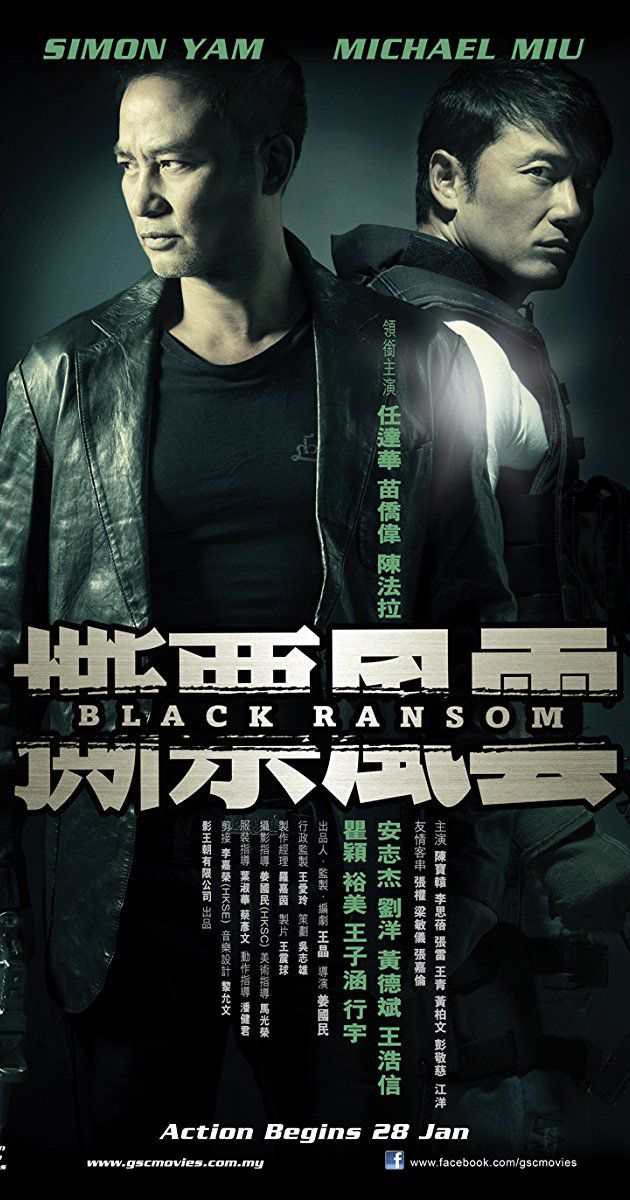 SIMON YAM
MICHAEL MIU
領銜主演
任達華 苗僑偉 陳法拉
撕票風雲
BLACK RANSOM
主演 陳寶轅 李思蓓 張雷 王青 黃柏文 彭敬慈 江洋
友情客串 張權 梁敏儀 張嘉倫
安志杰 劉洋 黃德斌 王浩信
瞿穎 裕美 王子涵 行宇
出品人·監製·編劇 王晶 導演 姜國民
行政監製 王愛玲 策劃 吳志雄
製作經理 羅嘉茵 製片 王震球
攝影指導 姜國民(HKSC) 美術指導 馬光榮
服裝指導 葉淑華 蔡彥文 動作指導 潘健君
剪接 李嘉榮(HKSE) 音樂設計 黎允文
影王朝有限公司 出品
Action Begins 28 Jan
www.gscmovies.com.my
www.facebook.com/gscmovies